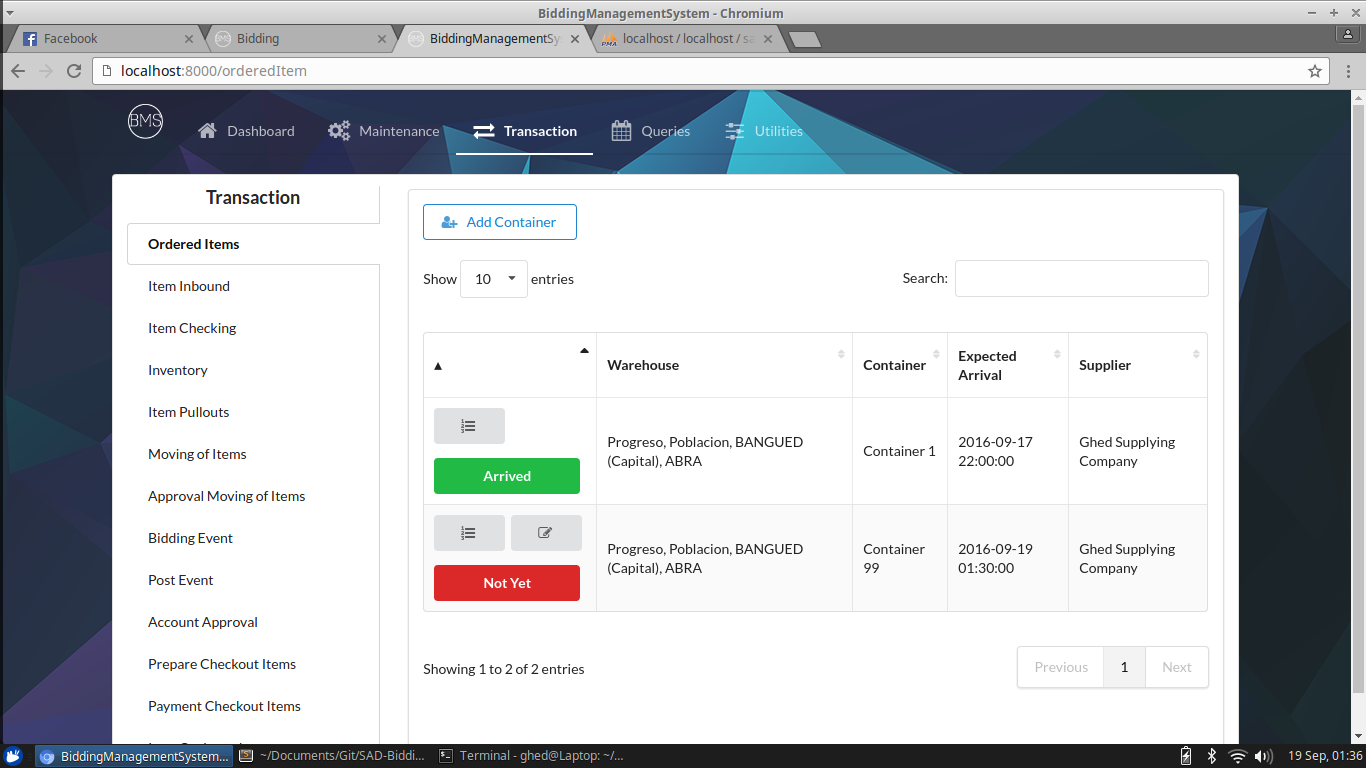 BiddingManagementSystem - Chromium
Facebook
Bidding
BiddingManagementSy
localhost / localhost / sa
PMA
localhost:8000/orderedItem
BMS
Dashboard
Maintenance
Transaction
Queries
Utilities
Transaction
Ordered Items
Item Inbound
Item Checking
Inventory
Item Pullouts
Moving of Items
Approval Moving of Items
Bidding Event
Post Event
Account Approval
Prepare Checkout Items
Payment Checkout Items
Add Container
Show 10 entries
Search:
Warehouse
Container
Expected
Arrival
Supplier
Arrived
Progreso, Poblacion, BANGUED
(Capital), ABRA
Container 1
2016-09-17
22:00:00
Ghed Supplying
Company
Not Yet
Progreso, Poblacion, BANGUED
(Capital), ABRA
Container
99
2016-09-19
01:30:00
Ghed Supplying
Company
Showing 1 to 2 of 2 entries
Previous
1
Next
BiddingManagementSystem...
~/Documents/Git/SAD-Biddi...
Terminal - ghed@Laptop: ~/...
19 Sep, 01:36